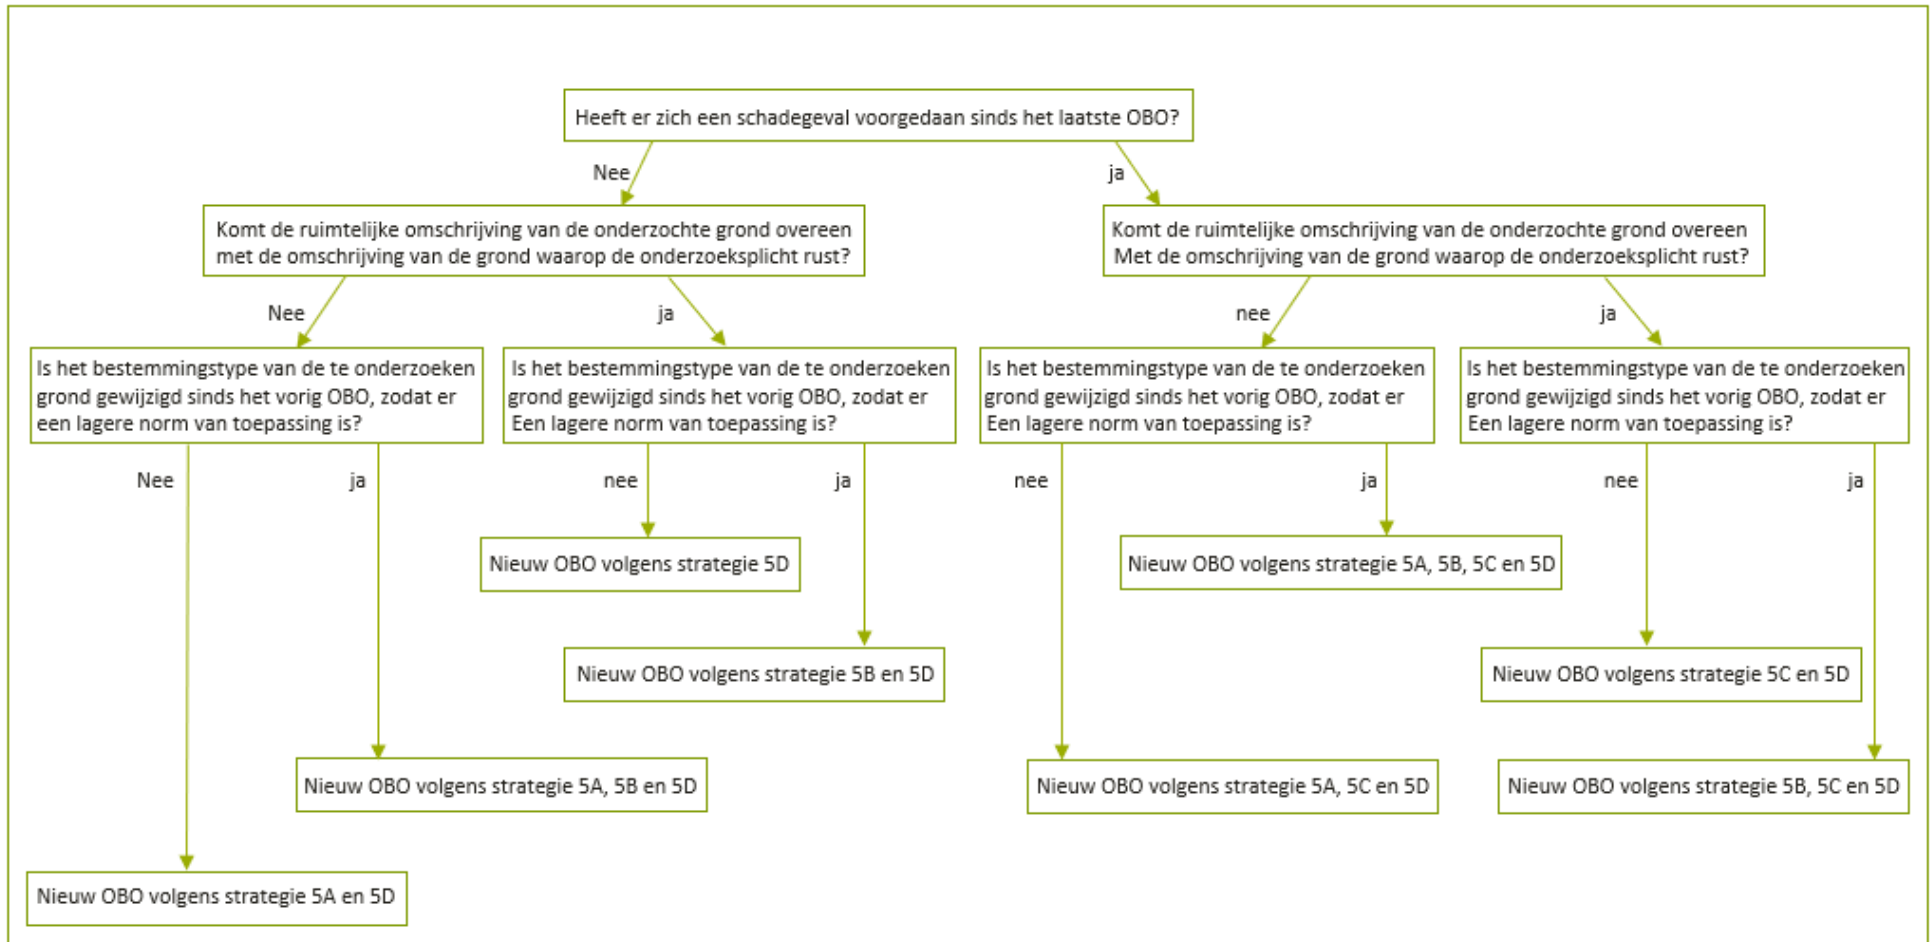 Heeft er zich een schadegeval voorgedaan sinds het laatste OBO?
Nee
ja
Komt de ruimtelijke omschrijving van de onderzochte grond overeen
met de omschrijving van de grond waarop de onderzoeksplicht rust?
Komt de ruimtelijke omschrijving van de onderzochte grond overeen
Met de omschrijving van de grond waarop de onderzoeksplicht rust?
Nee
ja
nee
ja
Is het bestemmingstype van de te onderzoeken
grond gewijzigd sinds het vorig OBO, zodat er
een lagere norm van toepassing is?
Is het bestemmingstype van de te onderzoeken
grond gewijzigd sinds het vorig OBO, zodat er
Een lagere norm van toepassing is?
Is het bestemmingstype van de te onderzoeken
grond gewijzigd sinds het vorig OBO, zodat er
Een lagere norm van toepassing is?
Is het bestemmingstype van de te onderzoeken
grond gewijzigd sinds het vorig OBO, zodat er
Een lagere norm van toepassing is?
Nee
ja
nee
ja
nee
ja
nee
ja
Nieuw OBO volgens strategie 5D
Nieuw OBO volgens strategie 5A, 5B, 5C en 5D
Nieuw OBO volgens strategie 5B en 5D
Nieuw OBO volgens strategie 5C en 5D
Nieuw OBO volgens strategie 5A, 5B en 5D
Nieuw OBO volgens strategie 5A, 5C en 5D
Nieuw OBO volgens strategie 5B, 5C en 5D
Nieuw OBO volgens strategie 5A en 5D